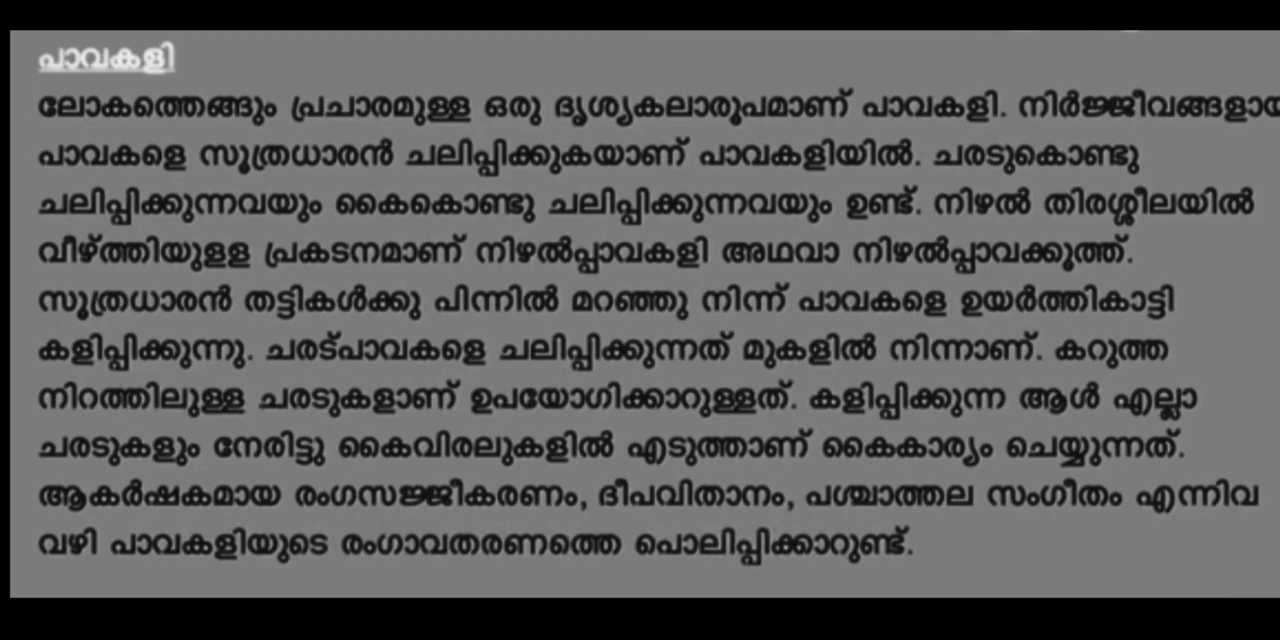 പാവകളി
ലോകത്തെങ്ങും പ്രചാരമുള്ള ഒരു ദൃശ്യകലാരൂപമാണ് പാവകളി. നിർജ്ജീവങ്ങളായ
പാവകളെ സൂത്രധാരൻ ചലിപ്പിക്കുകയാണ് പാവകളിയിൽ. ചരടുകൊണ്ടു
ചലിപ്പിക്കുന്നവയും കൈകൊണ്ടു ചലിപ്പിക്കുന്നവയും ഉണ്ട്. നിഴൽ തിരശ്ശീലയിൽ
വീഴ്ത്തിയുളള പ്രകടനമാണ് നിഴൽപ്പാവകളി അഥവാ നിഴൽപ്പാവക്കൂത്ത്.
സൂത്രധാരൻ തട്ടികൾക്കു പിന്നിൽ മറഞ്ഞു നിന്ന് പാവകളെ ഉയർത്തികാട്ടി
കളിപ്പിക്കുന്നു. ചരട്പാവകളെ ചലിപ്പിക്കുന്നത് മുകളിൽ നിന്നാണ്. കറുത്ത
നിറത്തിലുള്ള ചരടുകളാണ് ഉപയോഗിക്കാറുള്ളത്. കളിപ്പിക്കുന്ന ആൾ എല്ലാ
ചരടുകളും നേരിട്ടു കൈവിരലുകളിൽ എടുത്താണ് കൈകാര്യം ചെയ്യുന്നത്.
ആകർഷകമായ രംഗസജ്ജീകരണം, ദീപവിതാനം, പശ്ചാത്തല സംഗീതം എന്നിവ
വഴി പാവകളിയുടെ രംഗാവതരണത്തെ പൊലിപ്പിക്കാറുണ്ട്.